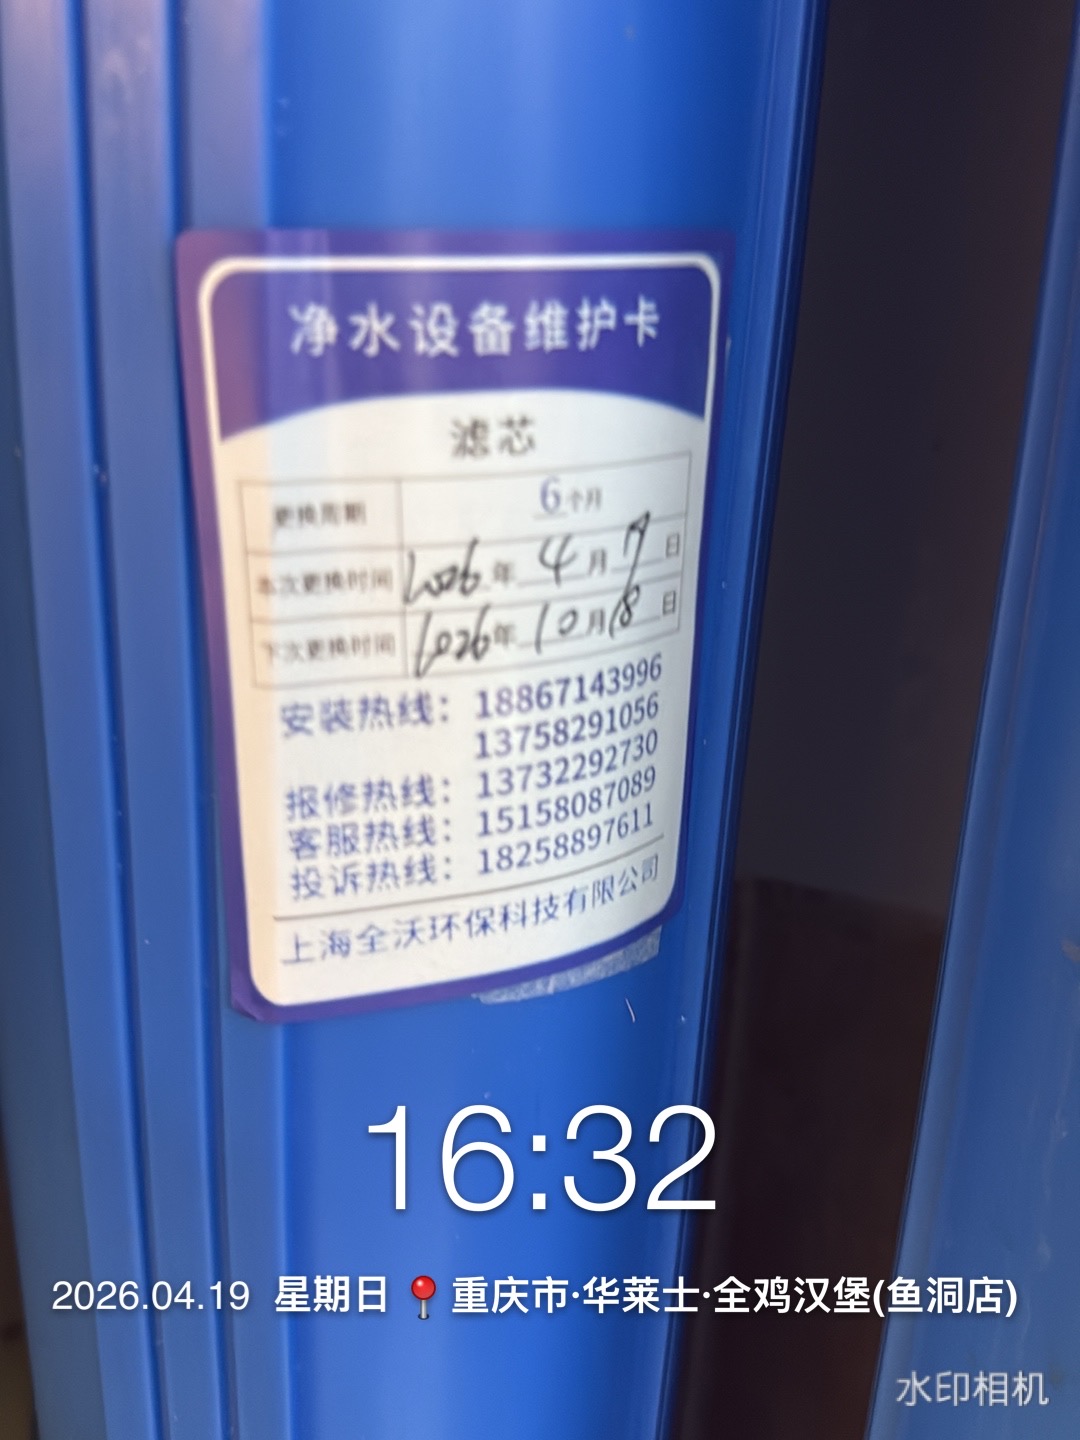 净水设备维护卡
滤芯
更换周期 6个月
本次更换时间 2026年4月19日
下次更换时间 2026年10月18日
安装热线：18867143996
13758291056
报修热线：13732292730
客服热线：15158087089
投诉热线：18258897611
上海全沃环保科技有限公司
16:32
2026.04.19 星期日 📍重庆市·华莱士·全鸡汉堡(鱼洞店)
水印相机